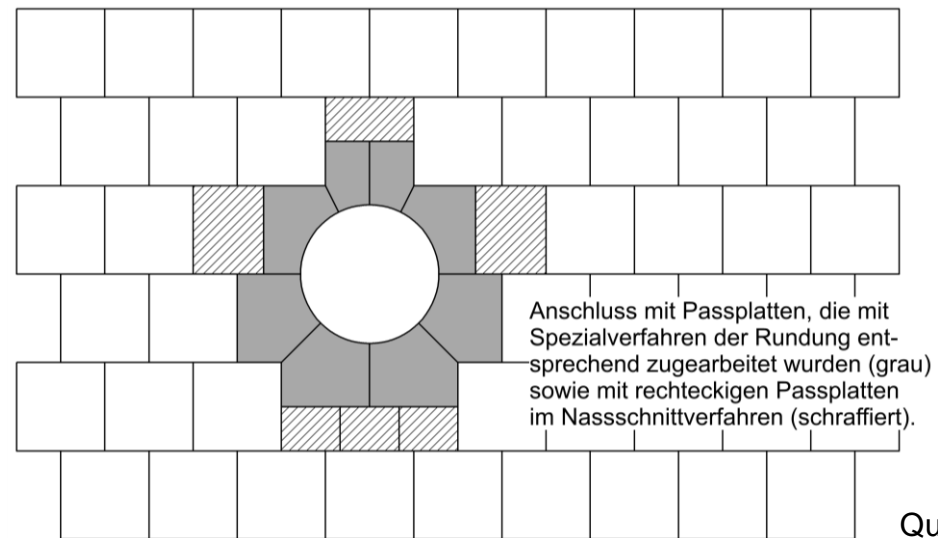 Anschluss mit Passplatten, die mit
Spezialverfahren der Rundung ent-
sprechend zugearbeitet wurden (grau)
sowie mit rechteckigen Passplatten
im Nassschnittverfahren (schraffiert).
Qu